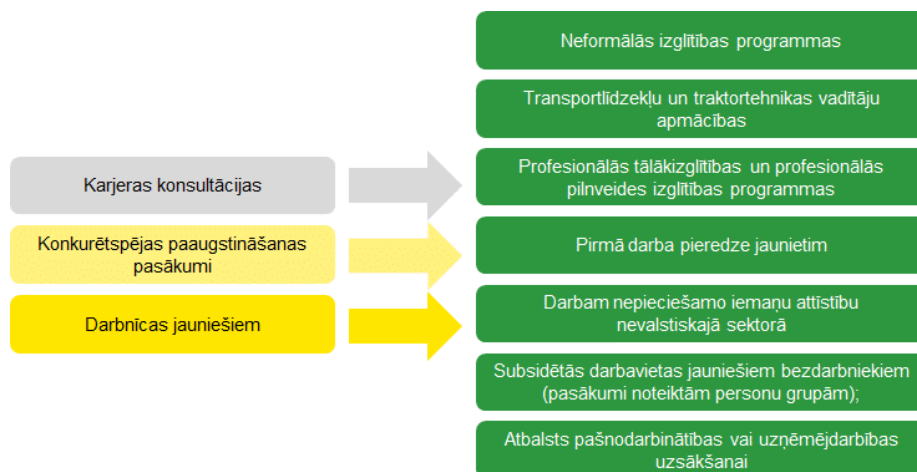 Karjeras konsultācijas
Konkurētspējas paaugstināšanas
pasākumi
Darbnīcas jauniešiem
Neformālās izglītības programmas
Transportlīdzekļu un traktortehnikas vadītāju
apmācības
Profesionālās tālākizglītības un profesionālās
pilnveides izglītības programmas
Pirmā darba pieredze jaunietim
Darbam nepieciešamo iemaņu attīstību
nevalstiskajā sektorā
Subsidētās darbavietas jauniešiem bezdarbniekiem
(pasākumi noteiktām personu grupām);
Atbalsts pašnodarbinātības vai uzņēmējdarbības
uzsākšanai